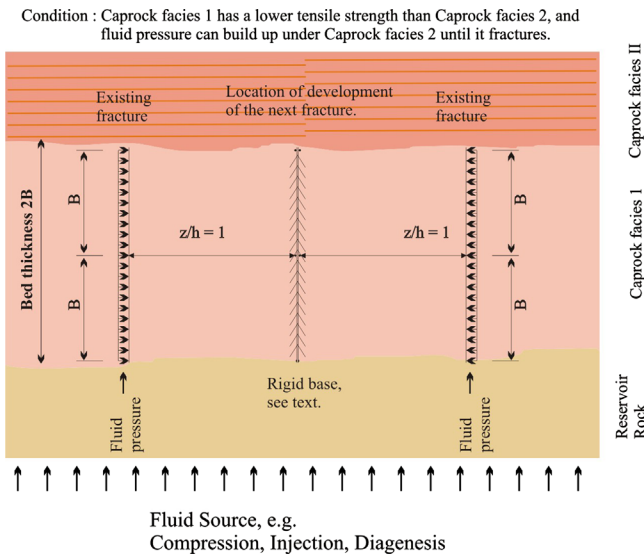 Condition : Caprock facies 1 has a lower tensile strength than Caprock facies 2, and
fluid pressure can build up under Caprock facies 2 until it fractures.
Existing
fracture
Location of development
of the next fracture.
Existing
fracture
Caprock facies II
Bed thickness 2B
B
B
z/h = 1
z/h = 1
B
B
Caprock facies 1
Fluid
pressure
Rigid base,
see text.
Fluid
pressure
Reservoir
Rock
Fluid Source, e.g.
Compression, Injection, Diagenesis